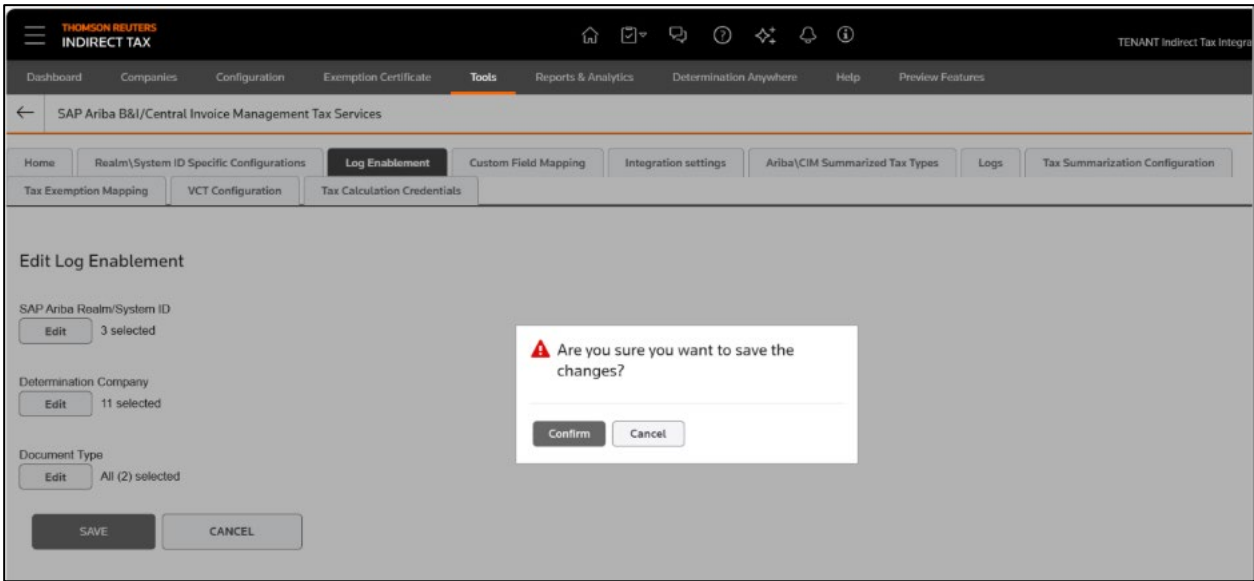 THOMSON REUTERS
INDIRECT TAX
TENANT Indirect Tax Integra
Dashboard Companies Configuration Exemption Certificate Tools Reports & Analytics Determination Anywhere Help Preview Features
SAP Ariba B&I/Central Invoice Management Tax Services
Home Realm\System ID Specific Configurations Log Enablement Custom Field Mapping Integration settings Ariba\CIM Summarized Tax Types Logs Tax Summarization Configuration
Tax Exemption Mapping VCT Configuration Tax Calculation Credentials
Edit Log Enablement
SAP Ariba Realm/System ID
Edit 3 selected
Determination Company
Edit 11 selected
Document Type
Edit All (2) selected
SAVE CANCEL
Are you sure you want to save the
changes?
Confirm Cancel